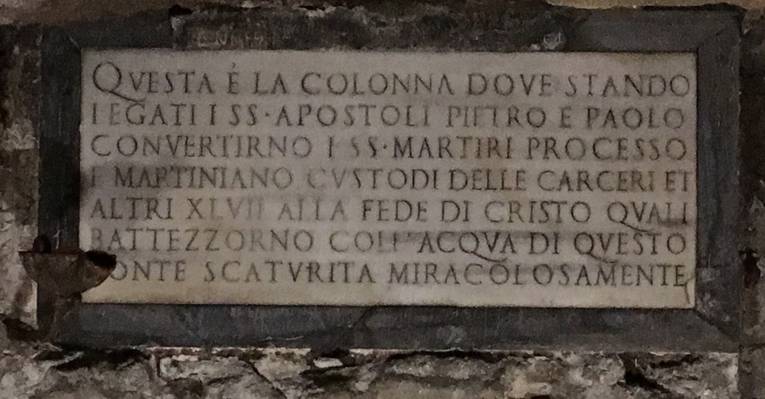 QVESTA É LA COLONNA DOVE STANDO
LEGATI I SS·APOSTOLI PIETRO E PAOLO
CONVERTIRNO I SS·MARTIRI PROCESSO
E MARTINIANO CVSTODI DELLE CARCERI ET
ALTRI XLVII ALLA FEDE DI CRISTO QVALI
BATTEZZORNO COLL'ACQVA DI QVESTO
FONTE SCATVRITA MIRACOLOSAMENTE